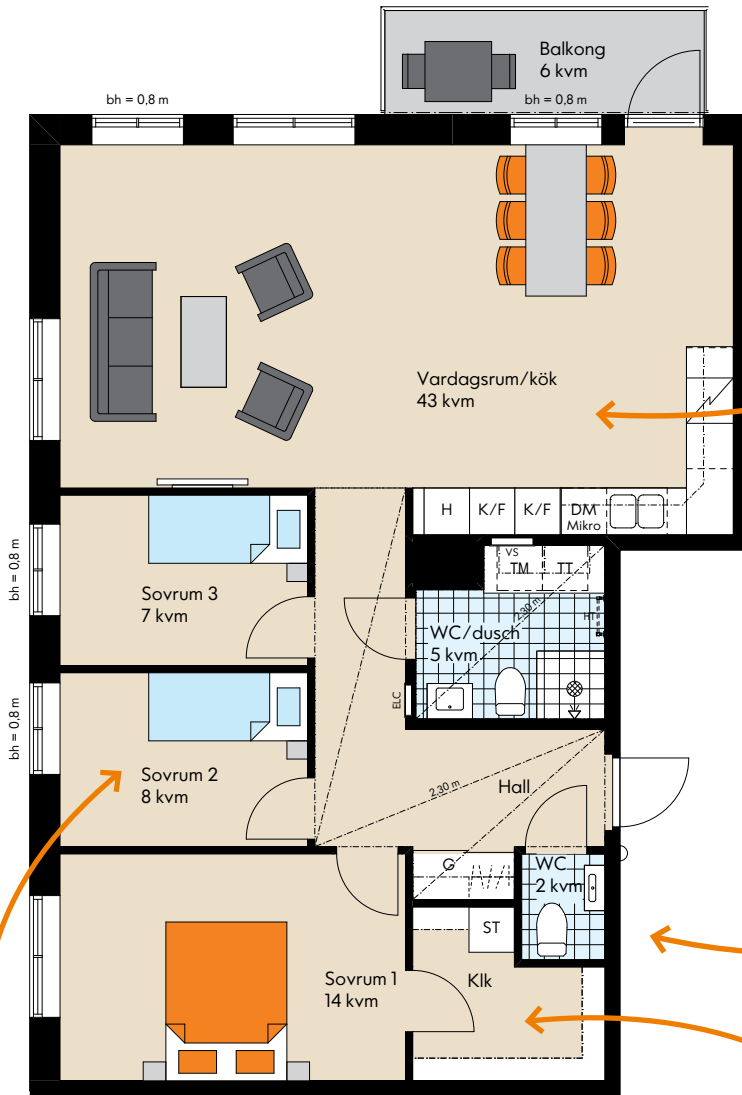 Balkong
6 kvm
bh = 0,8 m
bh = 0,8 m
Vardagsrum/kök
43 kvm
H
K/F
K/F
DM
Mikro
VS
TM
TT
bh = 0,8 m
Sovrum 3
7 kvm
2,30 m
HT
WC/dusch
5 kvm
ELC
bh = 0,8 m
Sovrum 2
8 kvm
2,30 m
Hall
G
WC
2 kvm
ST
Sovrum 1
14 kvm
Klk